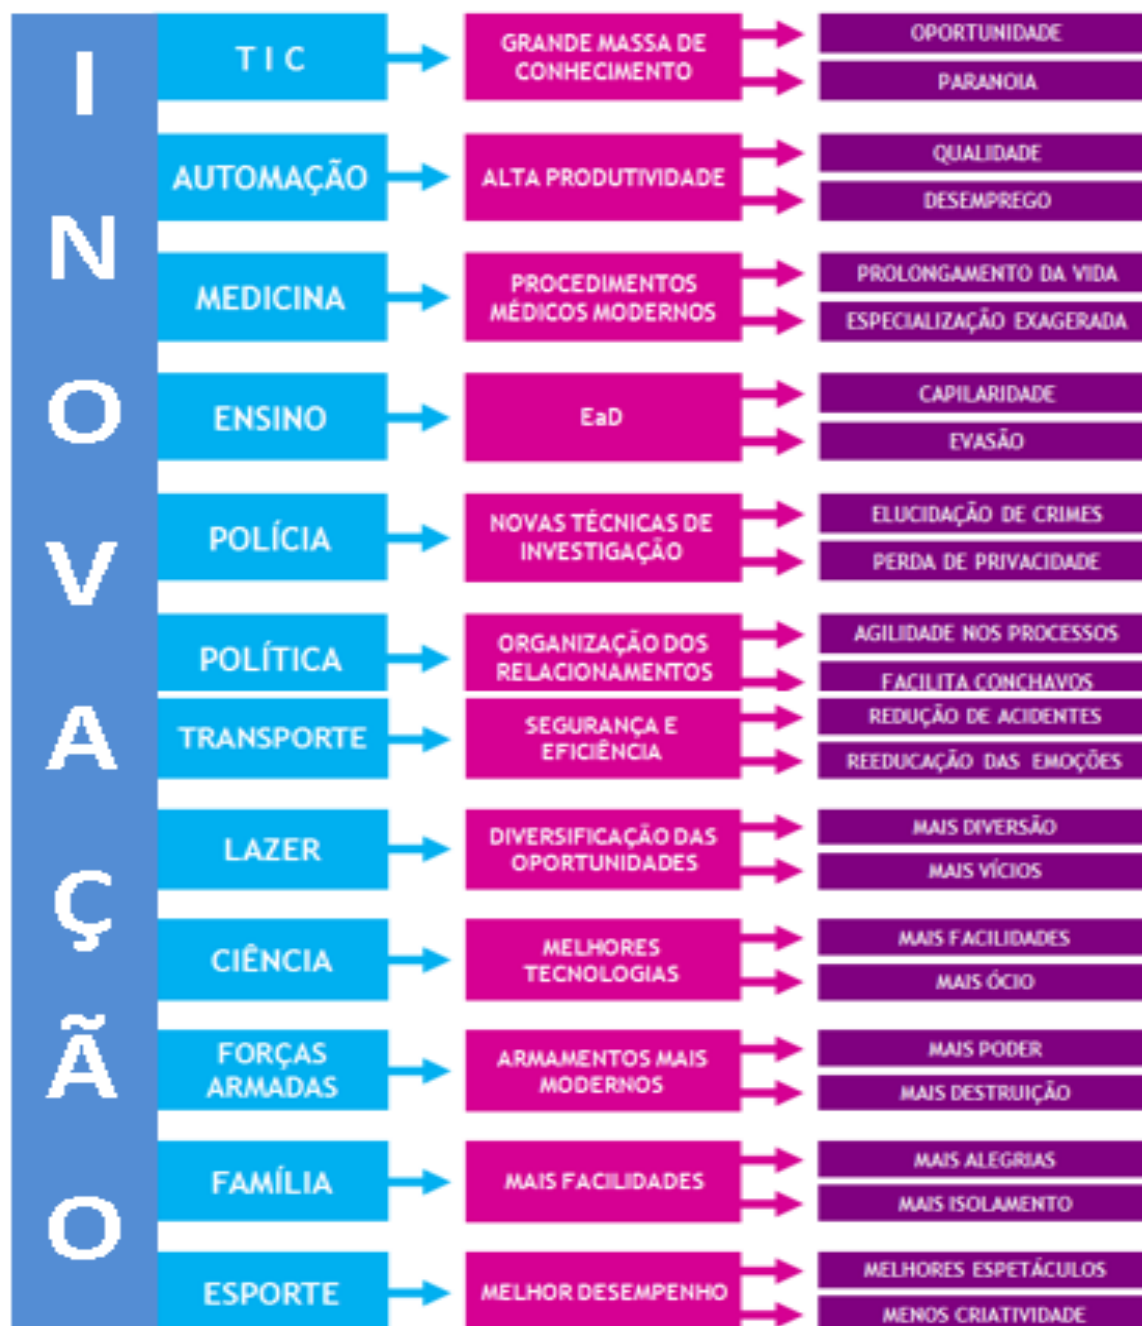 INOVAÇÃO
T I C
GRANDE MASSA DE
CONHECIMENTO
OPORTUNIDADE
PARANOIA
AUTOMAÇÃO
ALTA PRODUTIVIDADE
QUALIDADE
DESEMPREGO
MEDICINA
PROCEDIMENTOS
MÉDICOS MODERNOS
PROLONGAMENTO DA VIDA
ESPECIALIZAÇÃO EXAGERADA
ENSINO
EaD
CAPILARIDADE
EVASÃO
POLÍCIA
NOVAS TÉCNICAS DE
INVESTIGAÇÃO
ELUCIDAÇÃO DE CRIMES
PERDA DE PRIVACIDADE
POLÍTICA
ORGANIZAÇÃO DOS
RELACIONAMENTOS
AGILIDADE NOS PROCESSOS
FACILITA CONCHAVOS
TRANSPORTE
SEGURANÇA E
EFICIÊNCIA
REDUÇÃO DE ACIDENTES
REEDUCAÇÃO DAS EMOÇÕES
LAZER
DIVERSIFICAÇÃO DAS
OPORTUNIDADES
MAIS DIVERSÃO
MAIS VÍCIOS
CIÊNCIA
MELHORES
TECNOLOGIAS
MAIS FACILIDADES
MAIS ÓCIO
FORÇAS
ARMADAS
ARMAMENTOS MAIS
MODERNOS
MAIS PODER
MAIS DESTRUIÇÃO
FAMÍLIA
MAIS FACILIDADES
MAIS ALEGRIAS
MAIS ISOLAMENTO
ESPORTE
MELHOR DESEMPENHO
MELHORES ESPETÁCULOS
MENOS CRIATIVIDADE